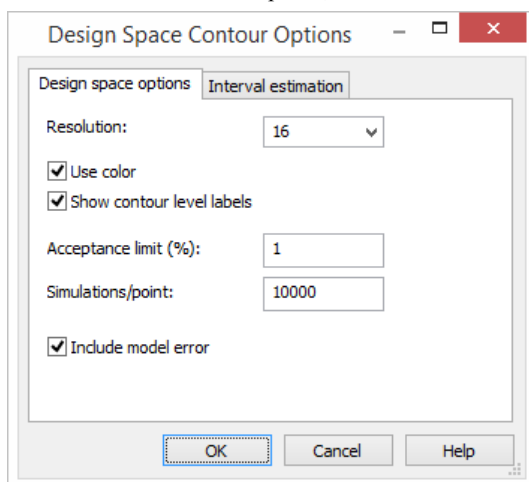 Design Space Contour Options
Design space options Interval estimation
Resolution: 16
Use color
Show contour level labels
Acceptance limit (%): 1
Simulations/point: 10000
Include model error
OK Cancel Help